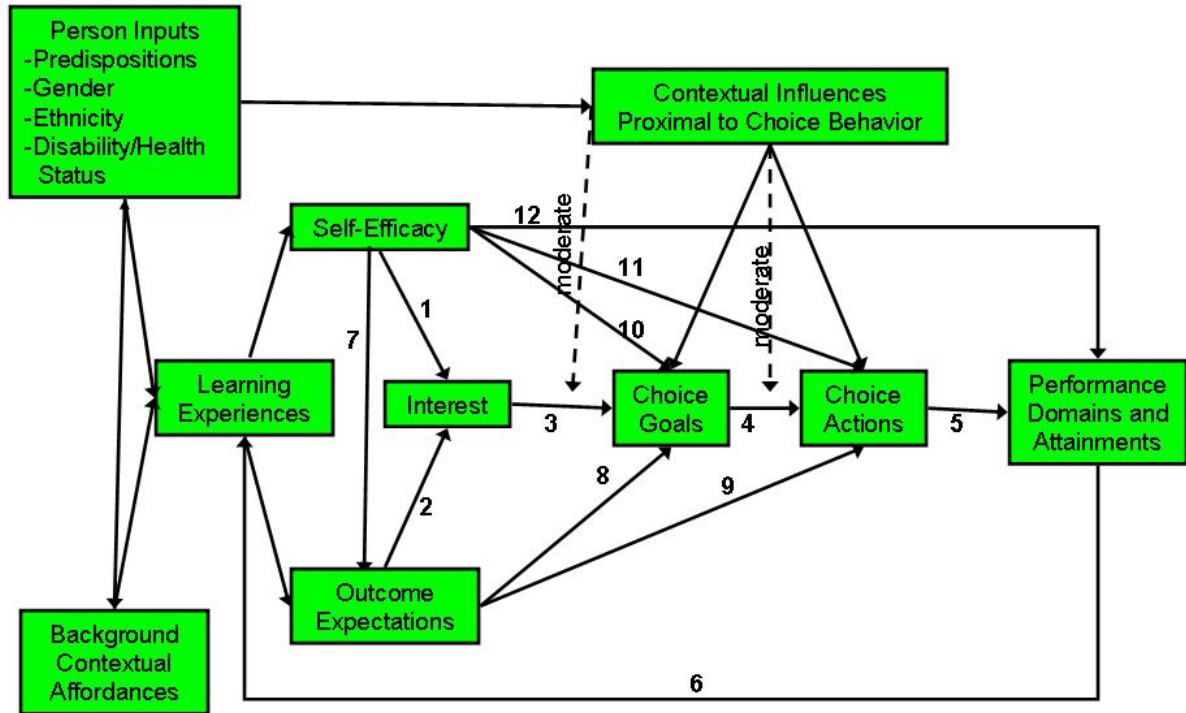 Person Inputs
-Predispositions
-Gender
-Ethnicity
-Disability/Health
Status
Contextual Influences
Proximal to Choice Behavior
Self-Efficacy
12
moderate
moderate
11
1
10
7
Learning
Experiences
Interest
3
Choice
Goals
4
Choice
Actions
5
Performance
Domains and
Attainments
2
8
9
Outcome
Expectations
Background
Contextual
Affordances
6